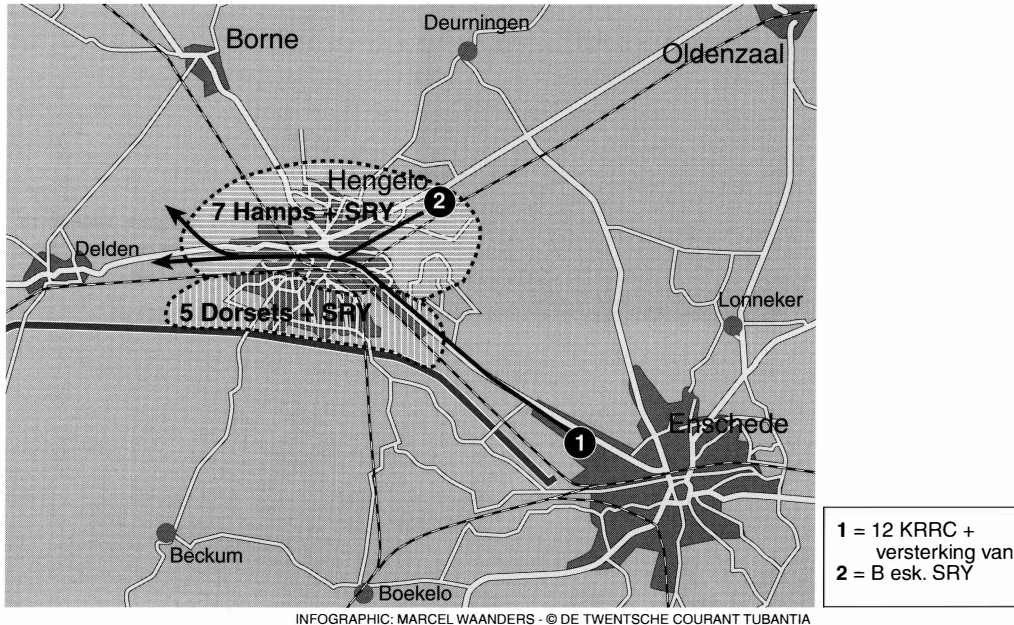 Deurningen
Borne
Oldenzaal
Hengelo
2
7 Hamps + SRY
Delden
5 Dorsets + SRY
Lonneker
Enschede
1
Beckum
Boekelo
1 = 12 KRRC +
versterking van
2 = B esk. SRY
INFOGRAPHIC: MARCEL WAANDERS - © DE TWENTSCHE COURANT TUBANTIA